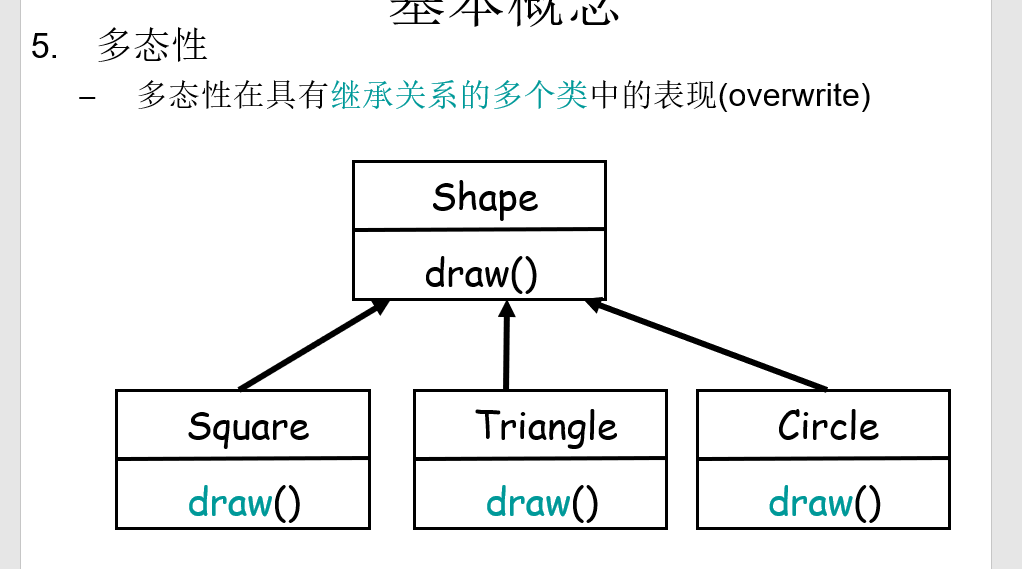 基本概念
5. 多态性
– 多态性在具有继承关系的多个类中的表现(overwrite)
Shape
draw()
Square
Triangle
Circle
draw()
draw()
draw()